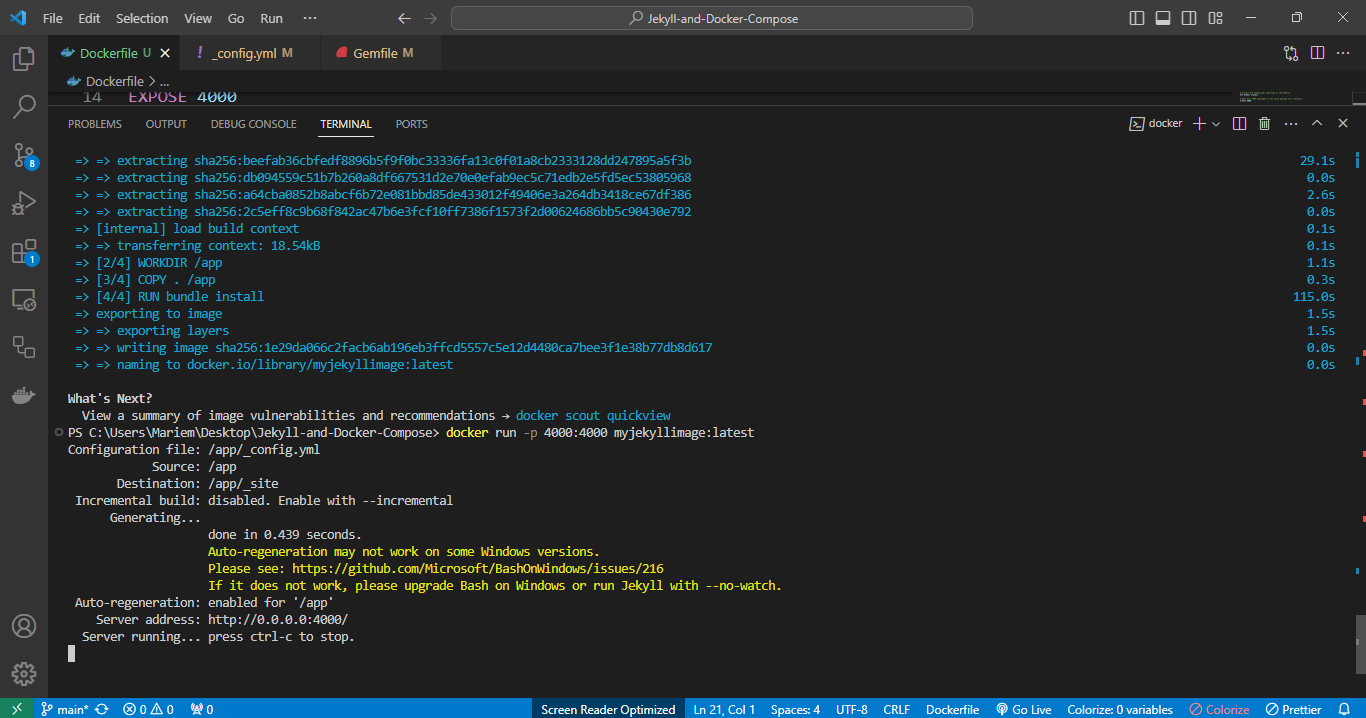 File Edit Selection View Go Run ··· Jekyll-and-Docker-Compose
Dockerfile U _config.yml M Gemfile M
Dockerfile > ...
14 EXPOSE 4000
PROBLEMS OUTPUT DEBUG CONSOLE TERMINAL PORTS docker
=> => extracting sha256:beefab36cbfedf8896b5f9f0bc33336fa13c0f01a8cb2333128dd247895a5f3b 29.1s
=> => extracting sha256:db094559c51b7b260a8df667531d2e70e0efab9ec5c71edb2e5fd5ec53805968 0.0s
=> => extracting sha256:a64cba0852b8abcf6b72e081bbd85de433012f49406e3a264db3418ce67df386 2.6s
=> => extracting sha256:2c5eff8c9b68f842ac47b6e3fcf10ff7386f1573f2d00624686bb5c90430e792 0.0s
=> [internal] load build context 0.1s
=> => transferring context: 18.54kB 0.1s
=> [2/4] WORKDIR /app 1.1s
=> [3/4] COPY . /app 0.3s
=> [4/4] RUN bundle install 115.0s
=> exporting to image 1.5s
=> => exporting layers 1.5s
=> => writing image sha256:1e29da066c2facb6ab196eb3ffcd5557c5e12d4480ca7bee3f1e38b77db8d617 0.0s
=> => naming to docker.io/library/myjekyllimage:latest 0.0s
What's Next?
View a summary of image vulnerabilities and recommendations → docker scout quickview
PS C:\Users\Mariem\Desktop\Jekyll-and-Docker-Compose> docker run -p 4000:4000 myjekyllimage:latest
Configuration file: /app/_config.yml
Source: /app
Destination: /app/_site
Incremental build: disabled. Enable with --incremental
Generating...
done in 0.439 seconds.
Auto-regeneration may not work on some Windows versions.
Please see: https://github.com/Microsoft/BashOnWindows/issues/216
If it does not work, please upgrade Bash on Windows or run Jekyll with --no-watch.
Auto-regeneration: enabled for '/app'
Server address: http://0.0.0.0:4000/
Server running... press ctrl-c to stop.
8
1
main* 0 0 0 Screen Reader Optimized Ln 21, Col 1 Spaces: 4 UTF-8 CRLF Dockerfile Go Live Colorize: 0 variables Colorize Prettier